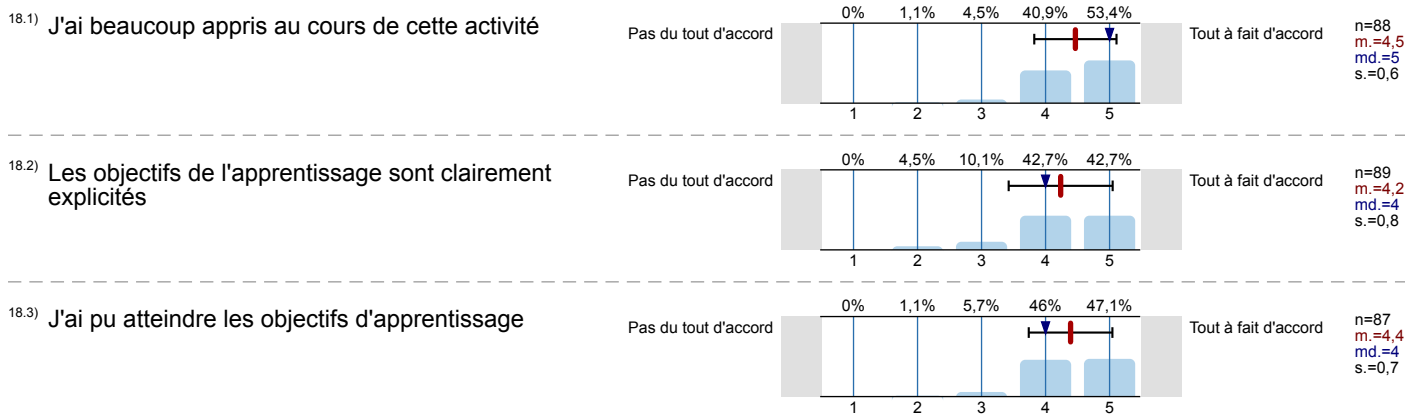 18.1) J'ai beaucoup appris au cours de cette activité
0% 1,1% 4,5% 40,9% 53,4%
Pas du tout d'accord
Tout à fait d'accord
1 2 3 4 5
n=88
m.=4,5
md.=5
s.=0,6
18.2) Les objectifs de l'apprentissage sont clairement
explicités
0% 4,5% 10,1% 42,7% 42,7%
Pas du tout d'accord
Tout à fait d'accord
1 2 3 4 5
n=89
m.=4,2
md.=4
s.=0,8
18.3) J'ai pu atteindre les objectifs d'apprentissage
0% 1,1% 5,7% 46% 47,1%
Pas du tout d'accord
Tout à fait d'accord
1 2 3 4 5
n=87
m.=4,4
md.=4
s.=0,7